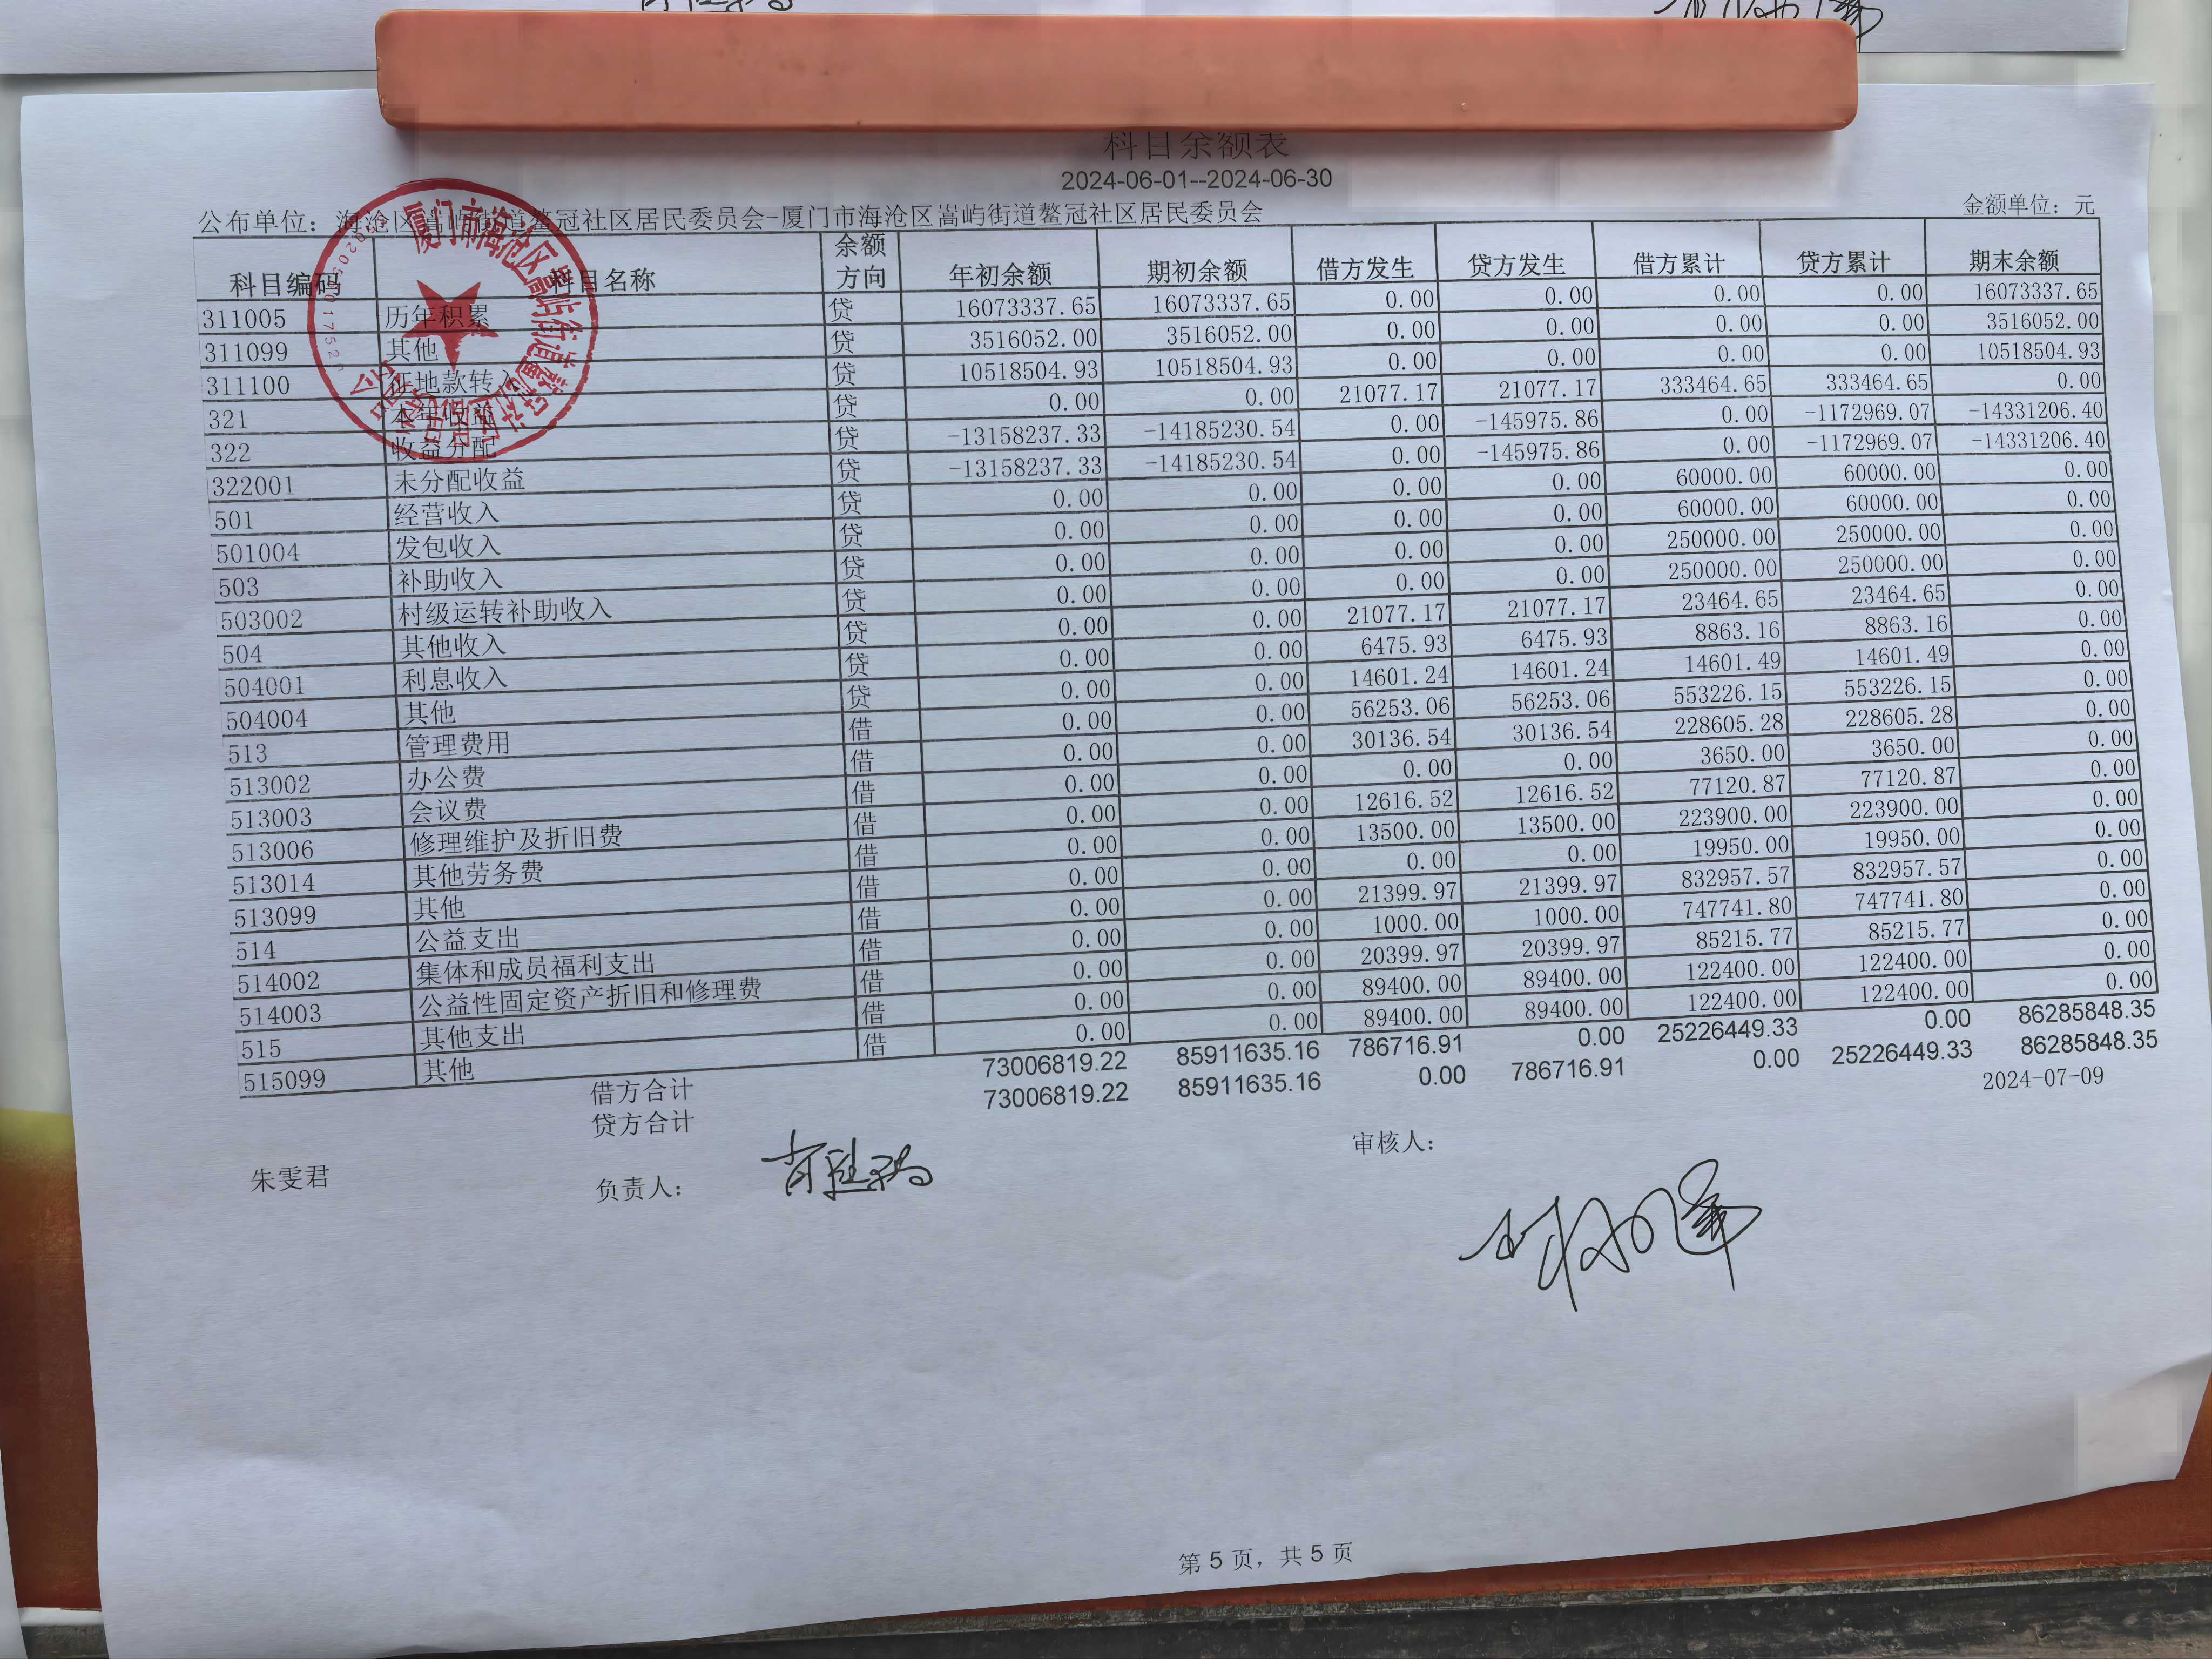 科目余额表
2024-06-01--2024-06-30
公布单位：海沧区嵩屿街道鳌冠社区居民委员会-厦门市海沧区嵩屿街道鳌冠社区居民委员会 金额单位：元
科目编码 科目名称 余额方向 年初余额 期初余额 借方发生 贷方发生 借方累计 贷方累计 期末余额
311005 历年积累 贷 16073337.65 16073337.65 0.00 0.00 0.00 0.00 16073337.65
311099 其他 贷 3516052.00 3516052.00 0.00 0.00 0.00 0.00 3516052.00
311100 征地款转入 贷 10518504.93 10518504.93 0.00 0.00 0.00 0.00 10518504.93
321 本年收益 贷 0.00 0.00 21077.17 21077.17 333464.65 333464.65 0.00
322 收益分配 贷 -13158237.33 -14185230.54 0.00 -145975.86 0.00 -1172969.07 -14331206.40
322001 未分配收益 贷 -13158237.33 -14185230.54 0.00 -145975.86 0.00 -1172969.07 -14331206.40
501 经营收入 贷 0.00 0.00 0.00 0.00 60000.00 60000.00 0.00
501004 发包收入 贷 0.00 0.00 0.00 0.00 60000.00 60000.00 0.00
503 补助收入 贷 0.00 0.00 0.00 0.00 250000.00 250000.00 0.00
503002 村级运转补助收入 贷 0.00 0.00 0.00 0.00 250000.00 250000.00 0.00
504 其他收入 贷 0.00 0.00 21077.17 21077.17 23464.65 23464.65 0.00
504001 利息收入 贷 0.00 0.00 6475.93 6475.93 8863.16 8863.16 0.00
504004 其他 贷 0.00 0.00 14601.24 14601.24 14601.49 14601.49 0.00
513 管理费用 借 0.00 0.00 56253.06 56253.06 553226.15 553226.15 0.00
513002 办公费 借 0.00 0.00 30136.54 30136.54 228605.28 228605.28 0.00
513003 会议费 借 0.00 0.00 0.00 0.00 3650.00 3650.00 0.00
513006 修理维护及折旧费 借 0.00 0.00 12616.52 12616.52 77120.87 77120.87 0.00
513014 其他劳务费 借 0.00 0.00 13500.00 13500.00 223900.00 223900.00 0.00
513099 其他 借 0.00 0.00 0.00 0.00 19950.00 19950.00 0.00
514 公益支出 借 0.00 0.00 21399.97 21399.97 832957.57 832957.57 0.00
514002 集体和成员福利支出 借 0.00 0.00 1000.00 1000.00 747741.80 747741.80 0.00
514003 公益性固定资产折旧和修理费 借 0.00 0.00 20399.97 20399.97 85215.77 85215.77 0.00
515 其他支出 借 0.00 0.00 89400.00 89400.00 122400.00 122400.00 0.00
515099 其他 借 0.00 0.00 89400.00 89400.00 122400.00 122400.00 0.00
借方合计 73006819.22 85911635.16 786716.91 0.00 25226449.33 0.00 86285848.35
贷方合计 73006819.22 85911635.16 0.00 786716.91 0.00 25226449.33 86285848.35
2024-07-09
朱雯君 负责人： 审核人：
第 5 页，共 5 页